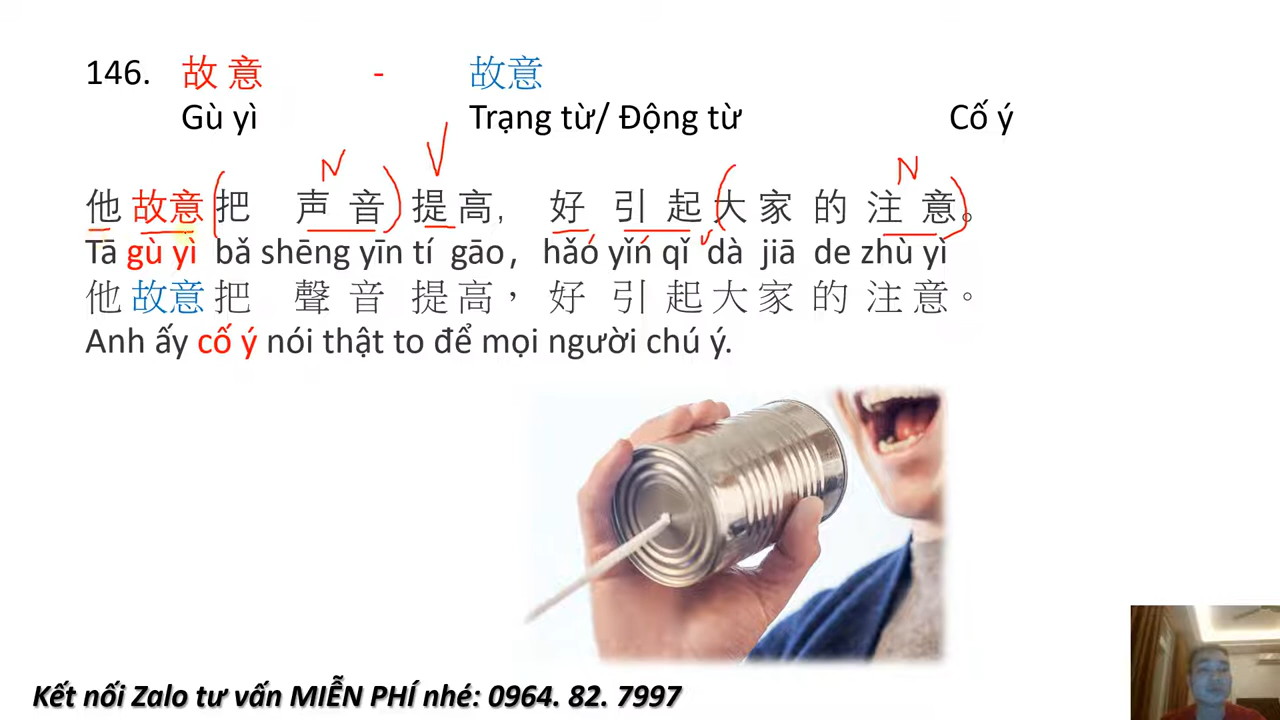 146. 故 意 - 故意
Gù yì Trạng từ/ Động từ Cố ý
N V N
他 故意 把 声 音 提 高, 好 引 起 大 家 的 注 意。
Tā gù yì bǎ shēng yīn tí gāo, hǎo yǐn qǐ dà jiā de zhù yì
他 故意 把 聲 音 提 高， 好 引 起 大 家 的 注 意。
Anh ấy cố ý nói thật to để mọi người chú ý.
Kết nối Zalo tư vấn MIỄN PHÍ nhé: 0964. 82. 7997